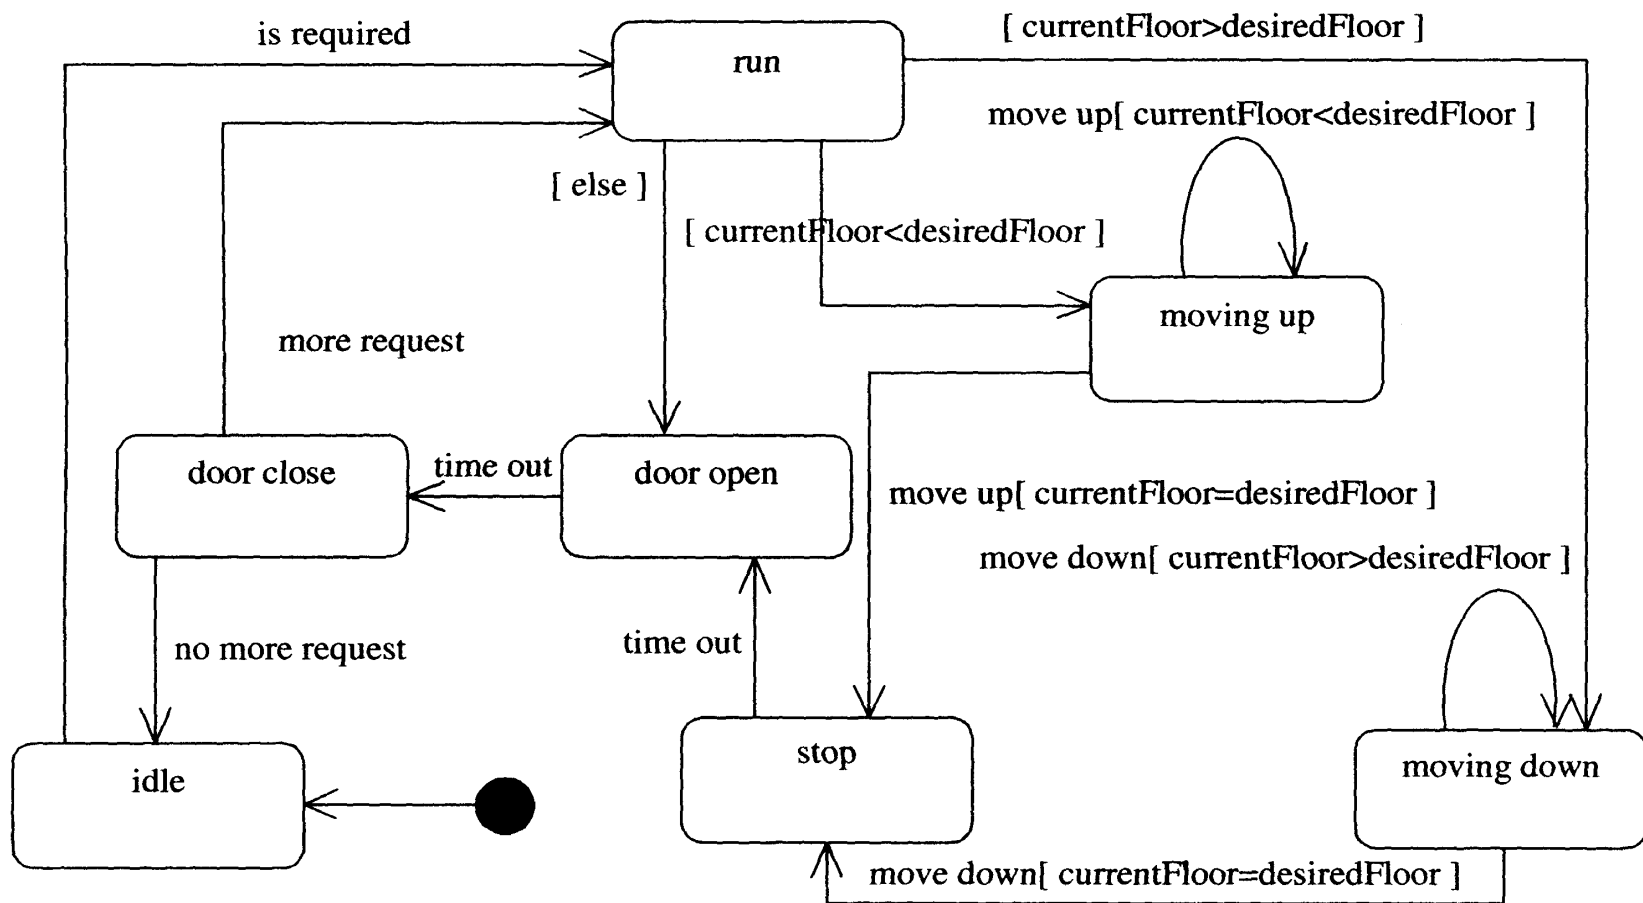 is required
[ currentFloor>desiredFloor ]
run
move up[ currentFloor<desiredFloor ]
[ else ]
[ currentFloor<desiredFloor ]
moving up
more request
door close
time out
door open
move up[ currentFloor=desiredFloor ]
move down[ currentFloor>desiredFloor ]
no more request
time out
stop
moving down
idle
move down[ currentFloor=desiredFloor ]